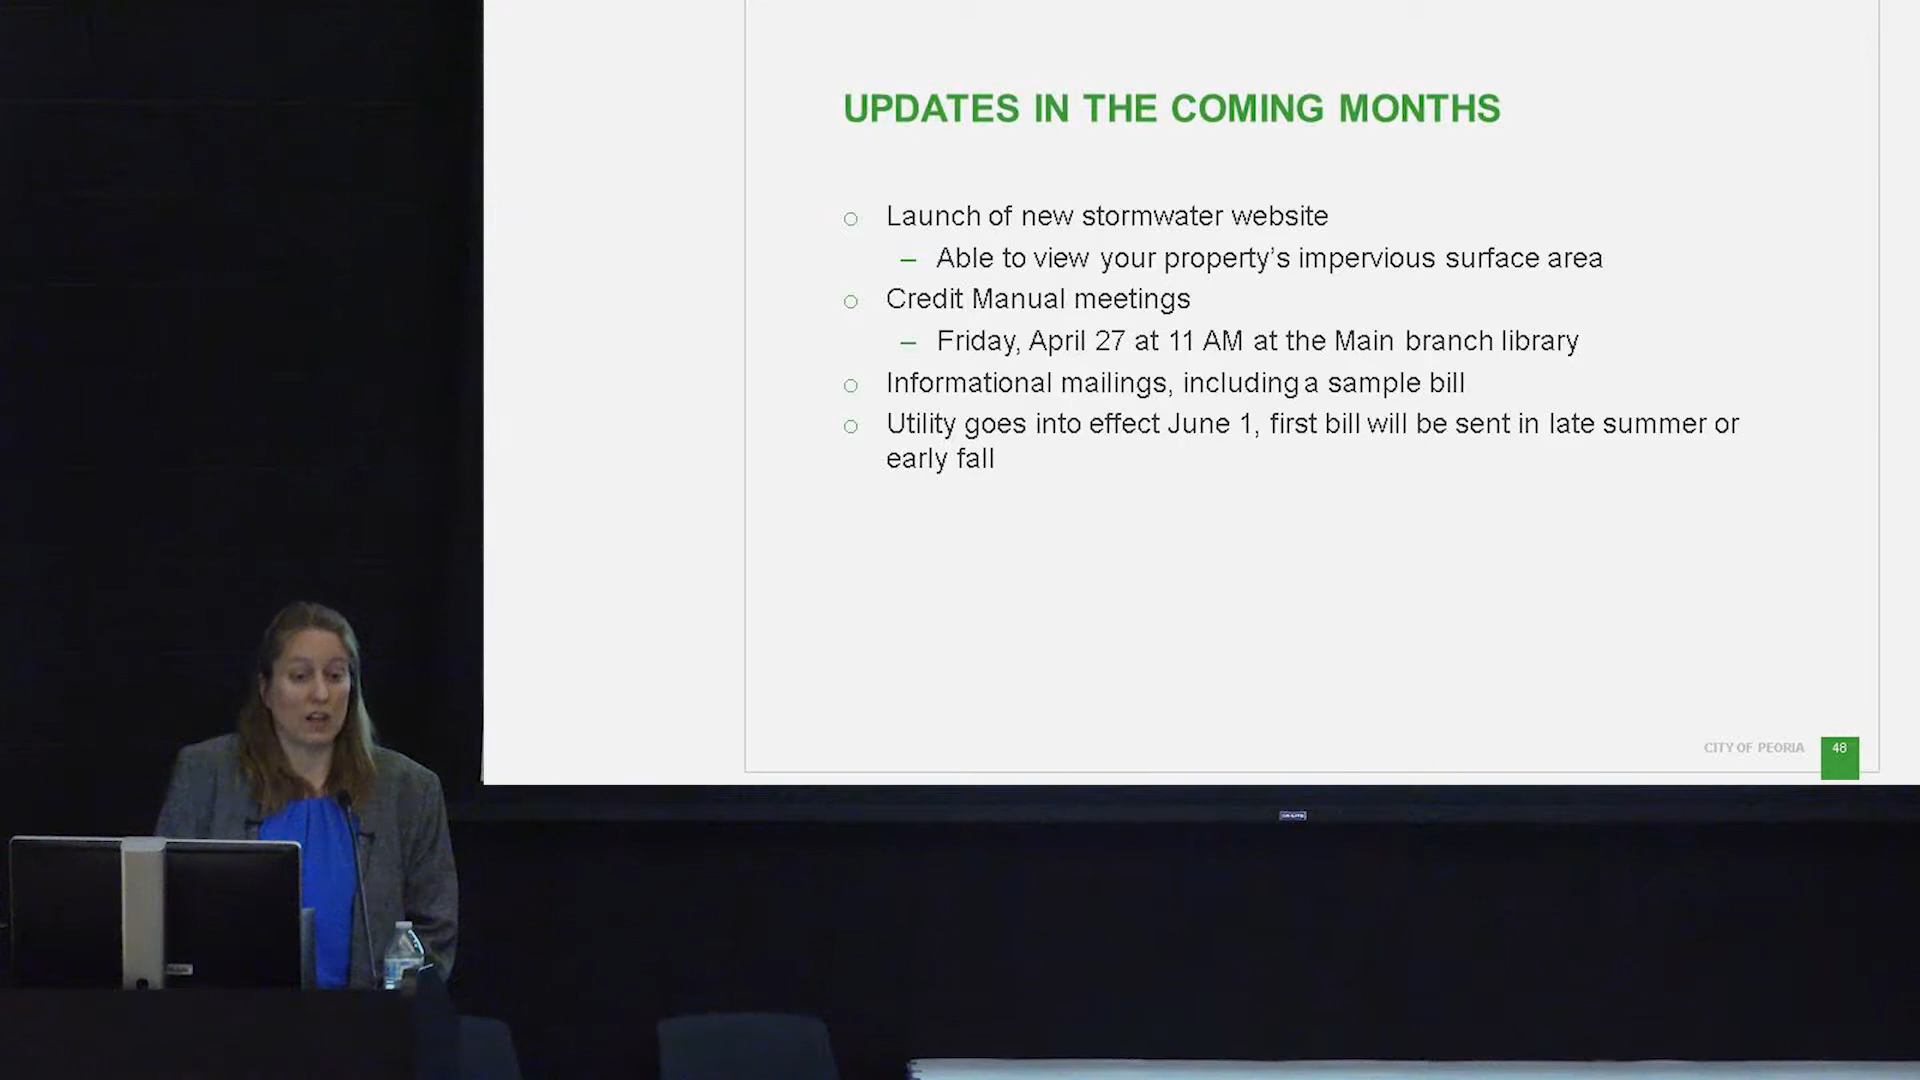 UPDATES IN THE COMING MONTHS
○ Launch of new stormwater website
– Able to view your property’s impervious surface area
○ Credit Manual meetings
– Friday, April 27 at 11 AM at the Main branch library
○ Informational mailings, including a sample bill
○ Utility goes into effect June 1, first bill will be sent in late summer or
early fall
CITY OF PEORIA
48